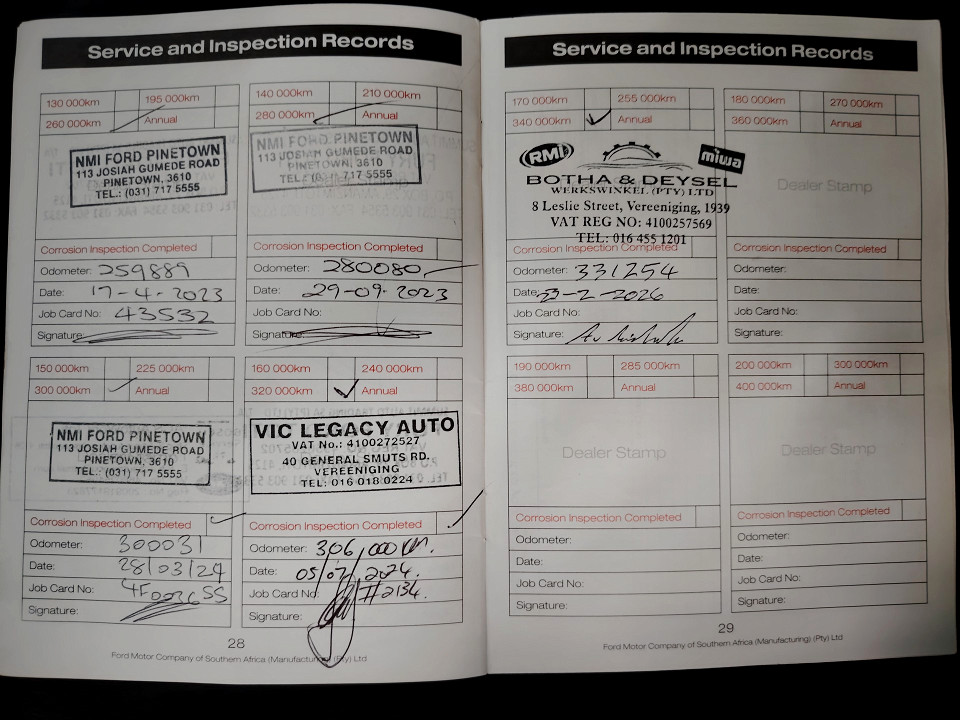 Service and Inspection Records
130 000km 195 000km
260 000km Annual
NMI FORD PINETOWN
113 JOSIAH GUMEDE ROAD
PINETOWN, 3610
TEL.: (031) 717 5555
Corrosion Inspection Completed
Odometer: 259889
Date: 17-4-2023
Job Card No: 43532
Signature:
140 000km 210 000km
280 000km Annual
NMI FORD PINETOWN
113 JOSIAH GUMEDE ROAD
PINETOWN, 3610
TEL.: (031) 717 5555
Corrosion Inspection Completed
Odometer: 280080
Date: 29-09-2023
Job Card No:
Signature:
150 000km 225 000km
300 000km Annual
NMI FORD PINETOWN
113 JOSIAH GUMEDE ROAD
PINETOWN, 3610
TEL.: (031) 717 5555
Corrosion Inspection Completed
Odometer: 300031
Date: 28/03/24
Job Card No:
Signature:
160 000km 240 000km
320 000km Annual
VIC LEGACY AUTO
VAT No.: 4100272527
40 GENERAL SMUTS RD.
VEREENIGING
TEL: 016 018 0224
Corrosion Inspection Completed
Odometer: 306,000 km.
Date: 05/07/2024.
Job Card No: #2134.
Signature:
28
Ford Motor Company of Southern Africa (Manufacturing) (Pty) Ltd
Service and Inspection Records
170 000km 255 000km
340 000km Annual
RMI miwa
BOTHA & DEYSEL
WERKSWINKEL (PTY) LTD
8 Leslie Street, Vereeniging, 1939
VAT REG NO: 4100257569
TEL: 016 455 1201
Corrosion Inspection Completed
Odometer: 331254
Date: 23-2-2026
Job Card No:
Signature:
180 000km 270 000km
360 000km Annual
Dealer Stamp
Corrosion Inspection Completed
Odometer:
Date:
Job Card No:
Signature:
190 000km 285 000km
380 000km Annual
Dealer Stamp
Corrosion Inspection Completed
Odometer:
Date:
Job Card No:
Signature:
200 000km 300 000km
400 000km Annual
Dealer Stamp
Corrosion Inspection Completed
Odometer:
Date:
Job Card No:
Signature:
29
Ford Motor Company of Southern Africa (Manufacturing) (Pty) Ltd